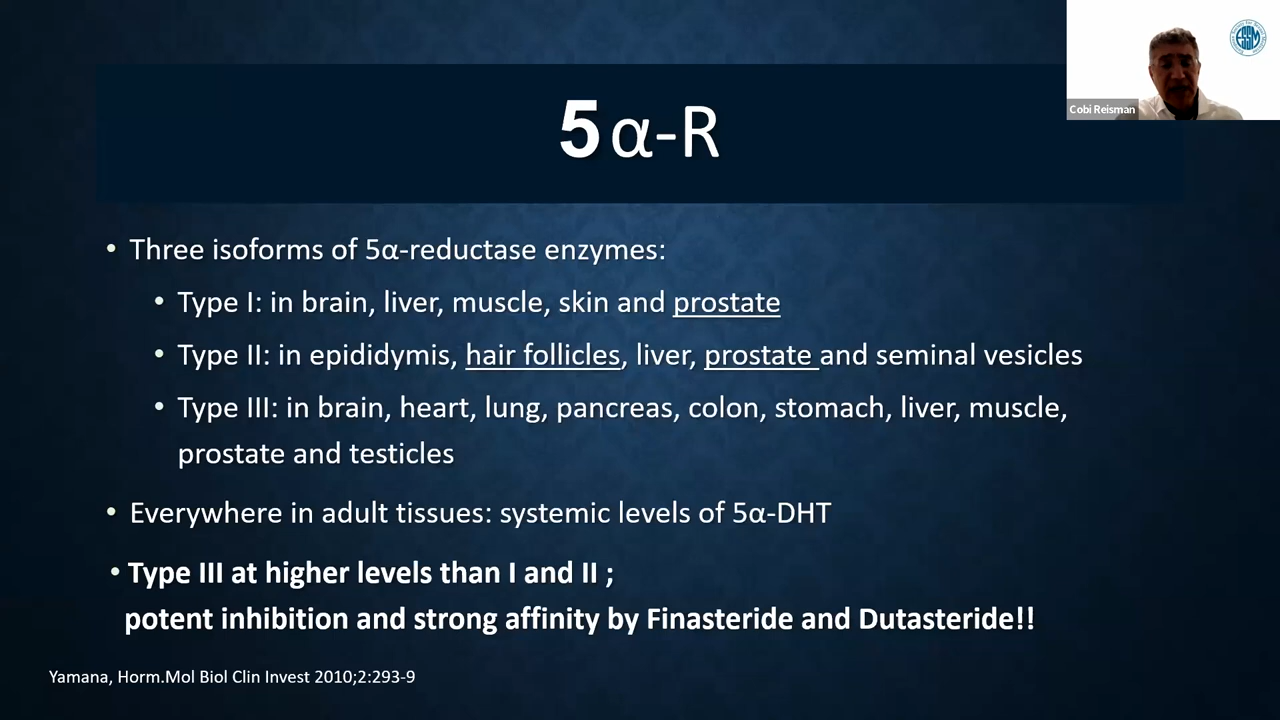 Cobi Reisman
5α-R
• Three isoforms of 5α-reductase enzymes:
• Type I: in brain, liver, muscle, skin and prostate
• Type II: in epididymis, hair follicles, liver, prostate and seminal vesicles
• Type III: in brain, heart, lung, pancreas, colon, stomach, liver, muscle,
prostate and testicles
• Everywhere in adult tissues: systemic levels of 5α-DHT
• Type III at higher levels than I and II ;
potent inhibition and strong affinity by Finasteride and Dutasteride!!
Yamana, Horm.Mol Biol Clin Invest 2010;2:293-9